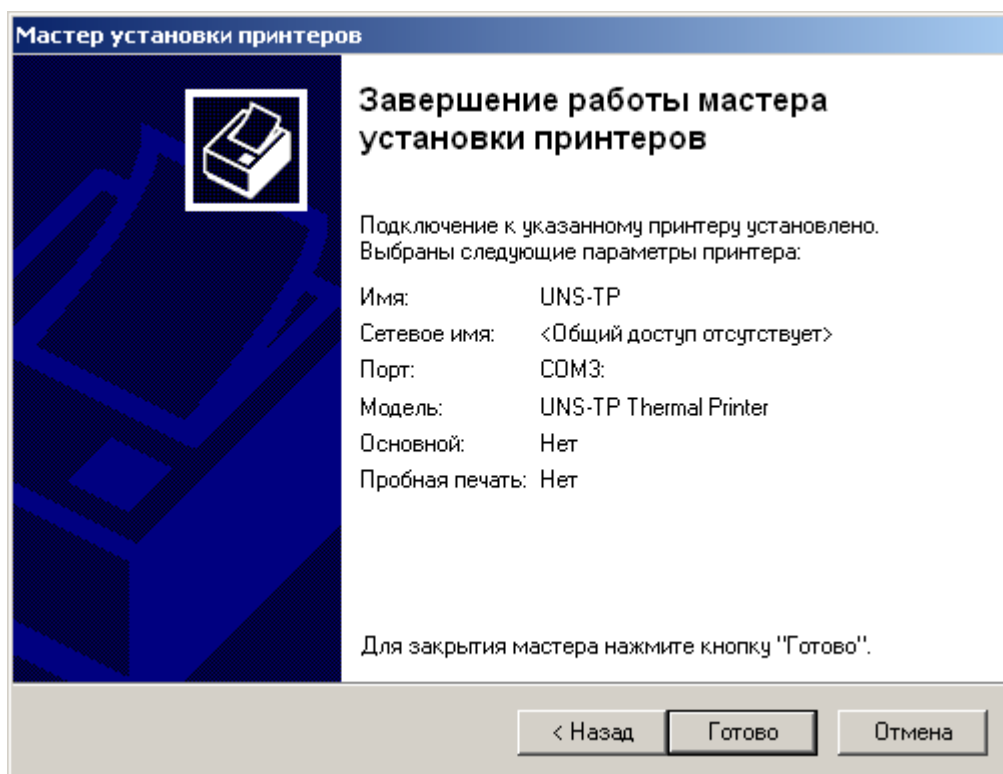 Мастер установки принтеров
Завершение работы мастера
установки принтеров
Подключение к указанному принтеру установлено.
Выбраны следующие параметры принтера:
Имя: UNS-TP
Сетевое имя: <Общий доступ отсутствует>
Порт: COM3:
Модель: UNS-TP Thermal Printer
Основной: Нет
Пробная печать: Нет
Для закрытия мастера нажмите кнопку "Готово".
< Назад Готово Отмена